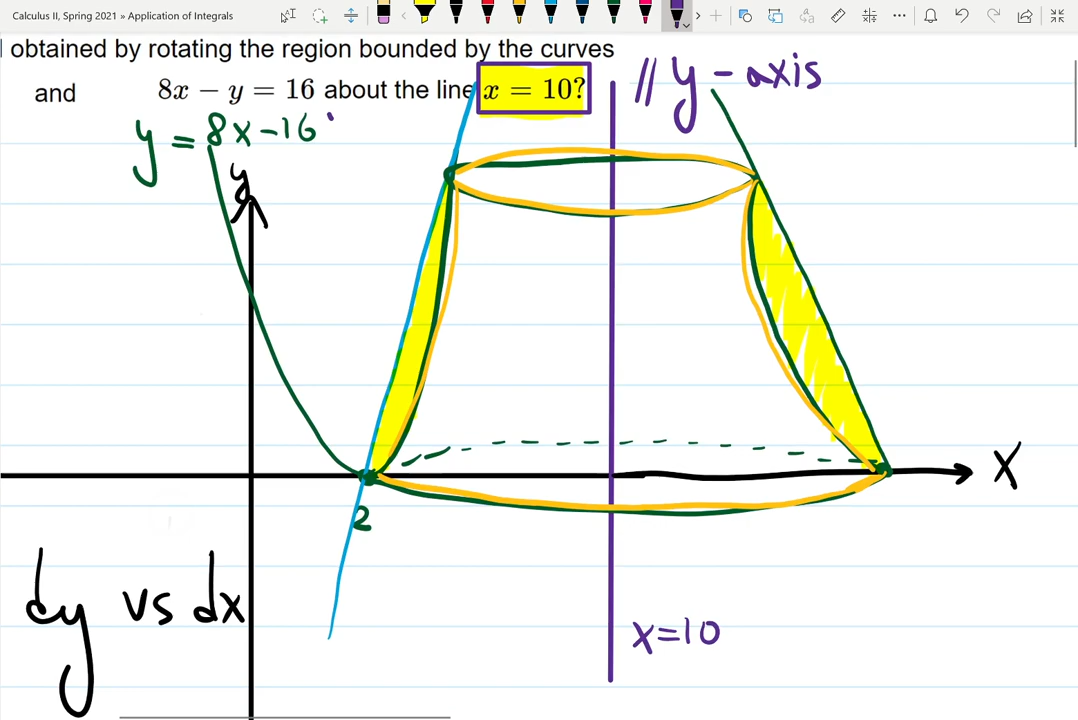 Calculus II, Spring 2021 » Application of Integrals
obtained by rotating the region bounded by the curves
and 8x − y = 16 about the line x = 10?
// y - axis
y = 8x-16
y
x
2
dy vs dx
x=10